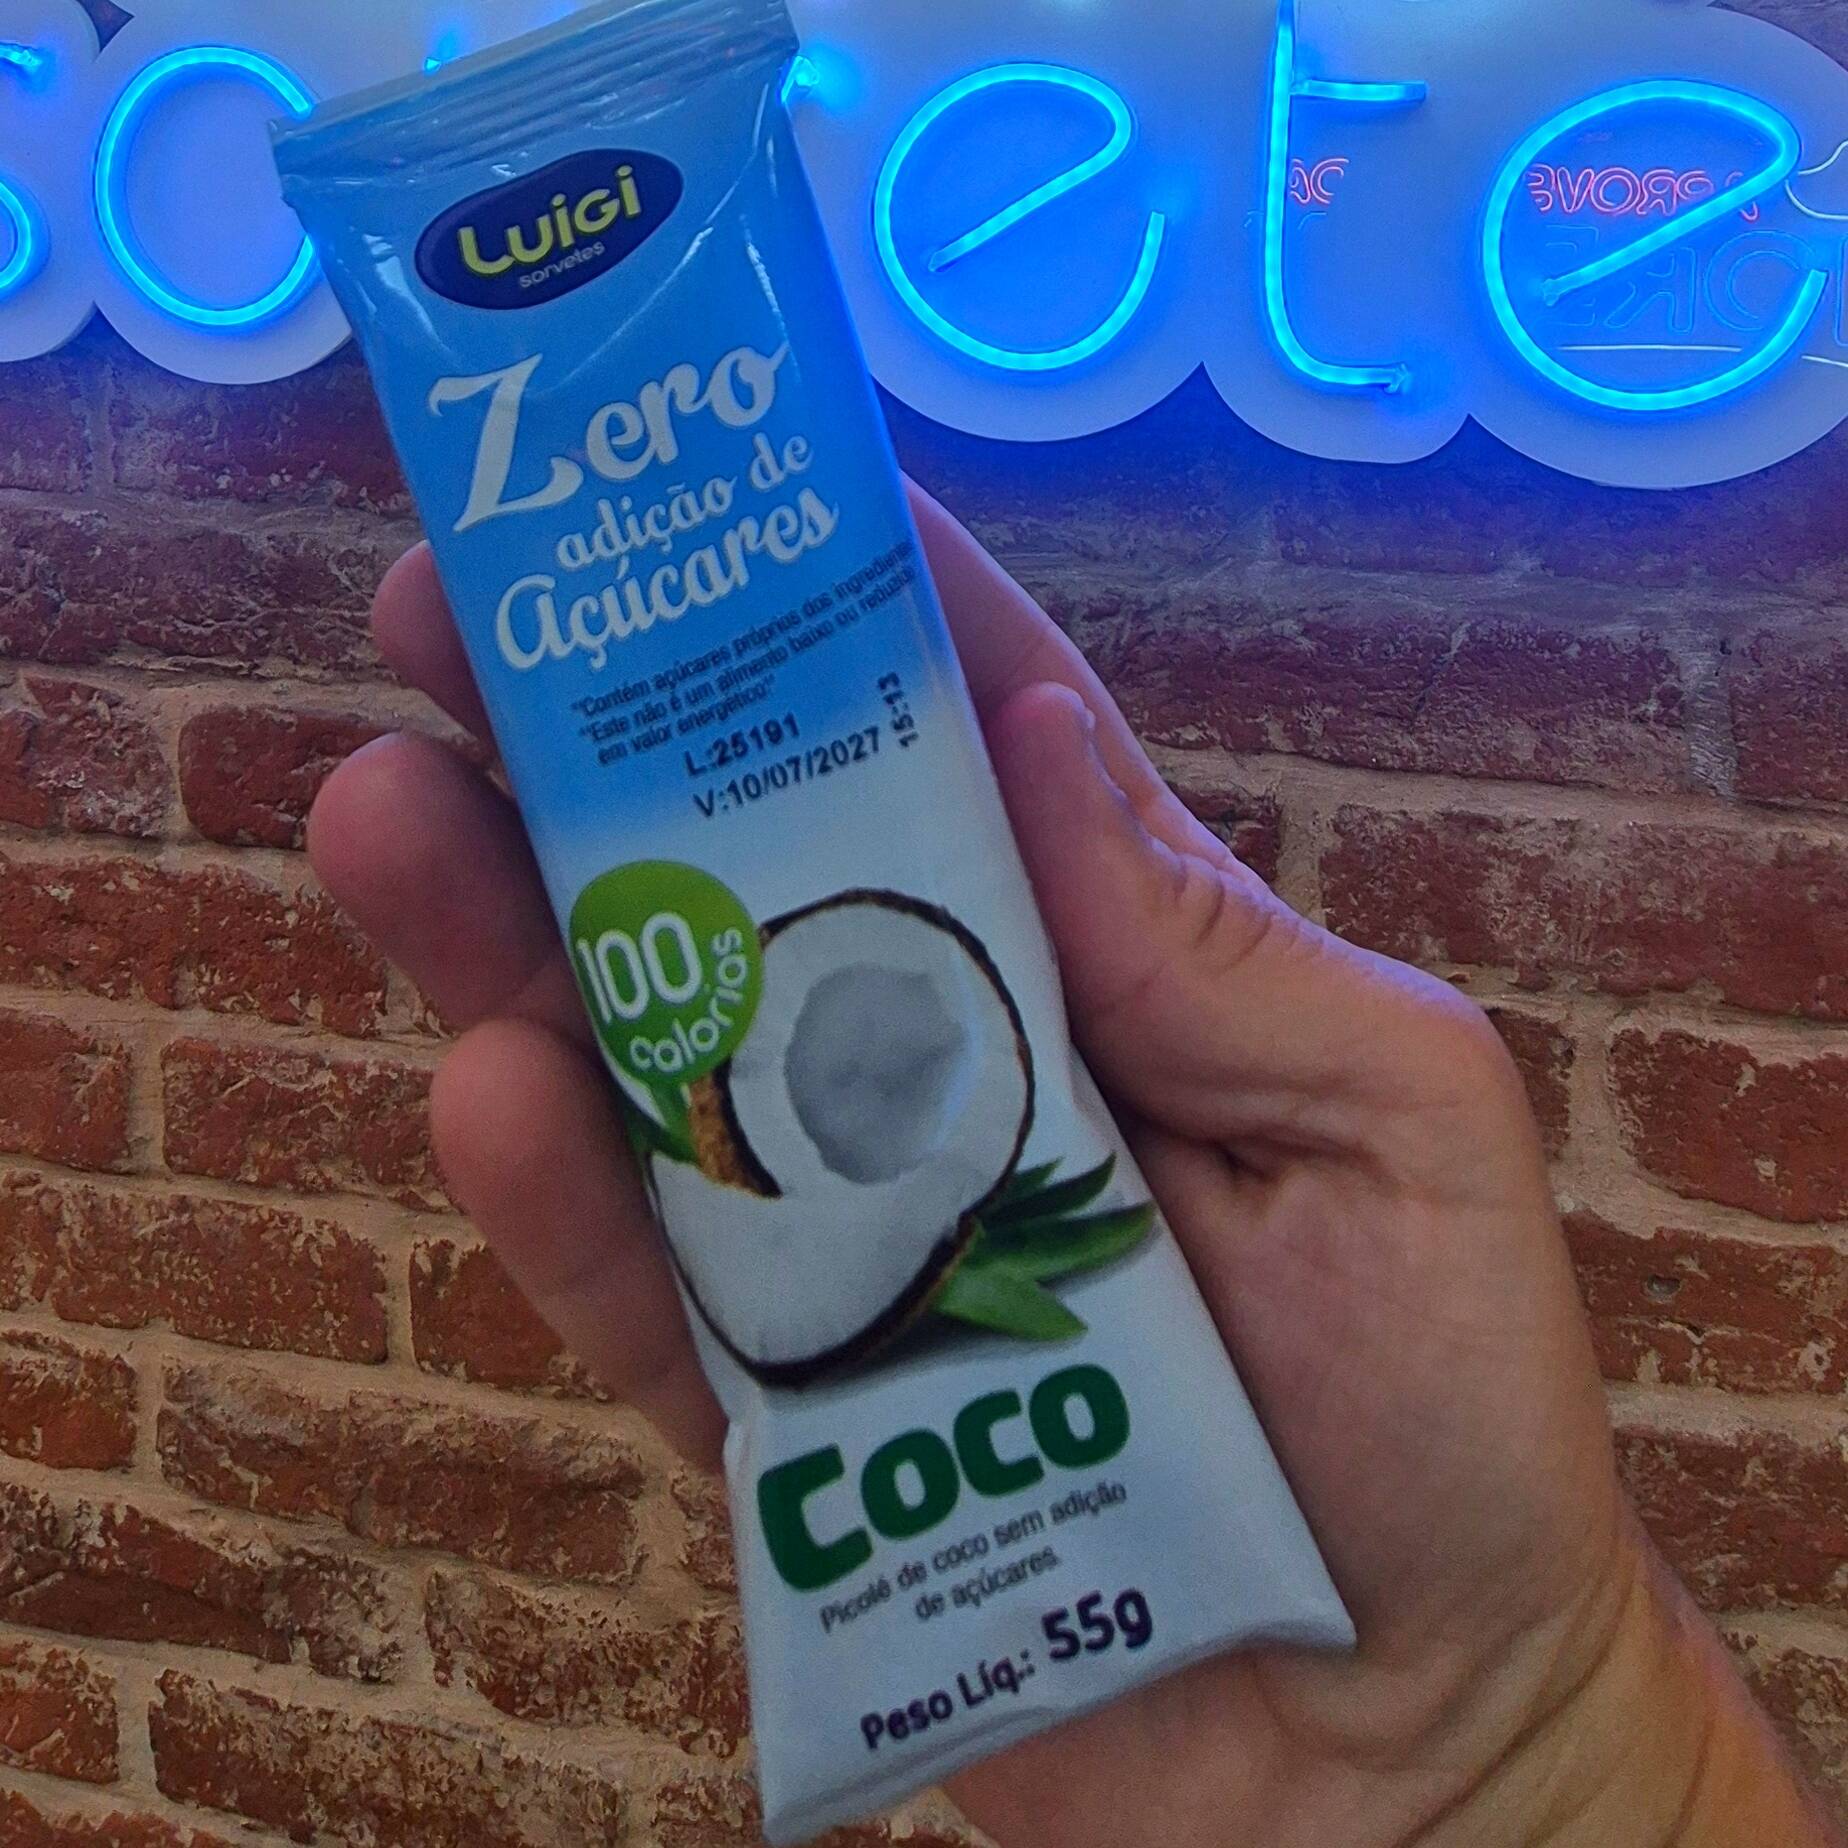 Luigi
sorvetes
Zero
adição de
Açúcares
"Contém açúcares próprios dos ingredientes"
"Este não é um alimento baixo ou reduzido
em valor energético"
L:25191
V:10/07/2027 15:13
100
calorias
Coco
Picolé de coco sem adição
de açúcares
Peso Líq.: 55g